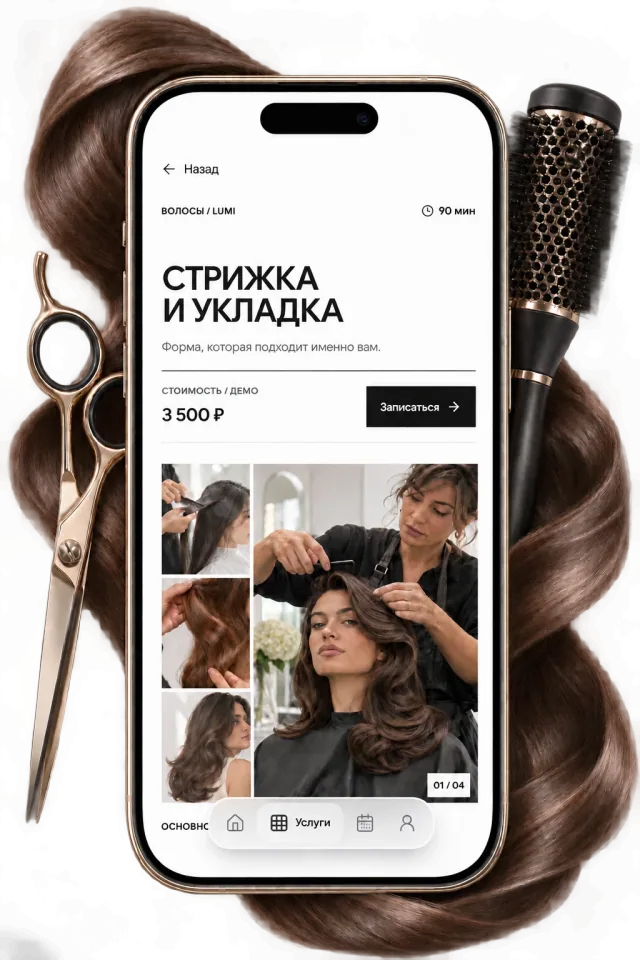 ← Назад
ВОЛОСЫ / LUMI
90 мин
СТРИЖКА
И УКЛАДКА
Форма, которая подходит именно вам.
СТОИМОСТЬ / ДЕМО
3 500 ₽
Записаться →
01 / 04
ОСНОВНО
Услуги